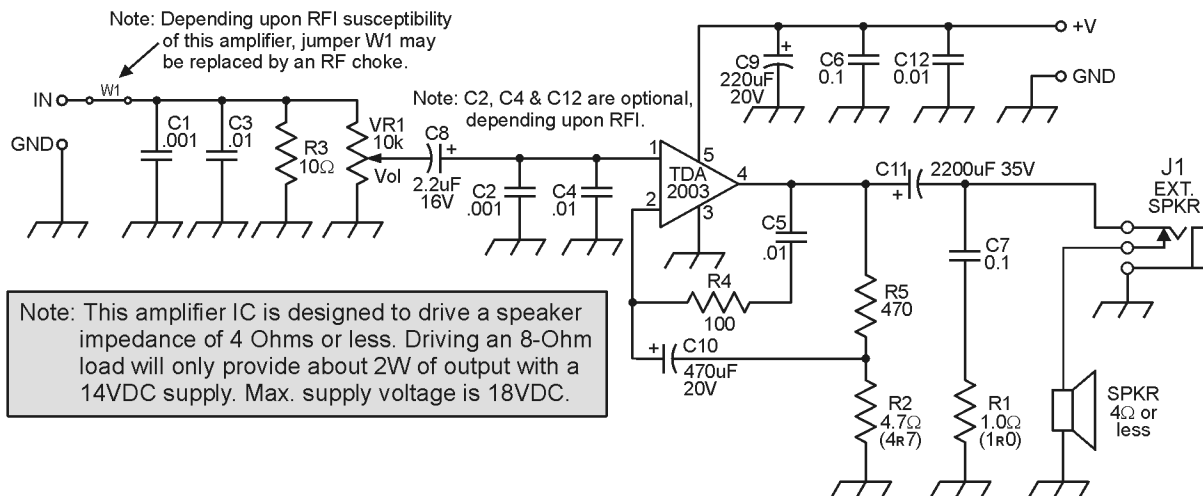 Note: Depending upon RFI susceptibility
of this amplifier, jumper W1 may
be replaced by an RF choke.
IN
W1
GND
C1
.001
C3
.01
R3
10Ω
VR1
10k
Vol
C8
+
2.2uF
16V
Note: C2, C4 & C12 are optional,
depending upon RFI.
C2
.001
C4
.01
1
2
TDA
2003
5
4
3
C9
+
220uF
20V
C6
0.1
C12
0.01
+V
GND
C5
.01
R4
100
+
C10
470uF
20V
R5
470
R2
4.7Ω
(4R7)
C11
+
2200uF 35V
C7
0.1
R1
1.0Ω
(1R0)
J1
EXT.
SPKR
SPKR
4Ω or
less
Note: This amplifier IC is designed to drive a speaker
impedance of 4 Ohms or less. Driving an 8-Ohm
load will only provide about 2W of output with a
14VDC supply. Max. supply voltage is 18VDC.